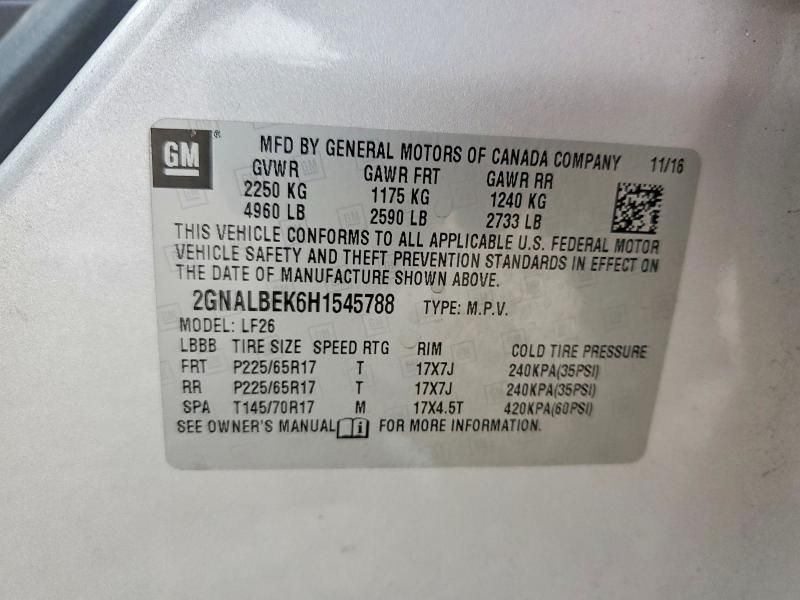 GM ®
MFD BY GENERAL MOTORS OF CANADA COMPANY 11/16
GVWR GAWR FRT GAWR RR
2250 KG 1175 KG 1240 KG
4960 LB 2590 LB 2733 LB
THIS VEHICLE CONFORMS TO ALL APPLICABLE U.S. FEDERAL MOTOR
VEHICLE SAFETY AND THEFT PREVENTION STANDARDS IN EFFECT ON
THE DATE OF MANUFACTURE SHOWN ABOVE.
2GNALBEK6H1545788 TYPE: M.P.V.
MODEL: LF26
LBBB TIRE SIZE SPEED RTG RIM COLD TIRE PRESSURE
FRT P225/65R17 T 17X7J 240KPA(35PSI)
RR P225/65R17 T 17X7J 240KPA(35PSI)
SPA T145/70R17 M 17X4.5T 420KPA(60PSI)
SEE OWNER'S MANUAL i FOR MORE INFORMATION.